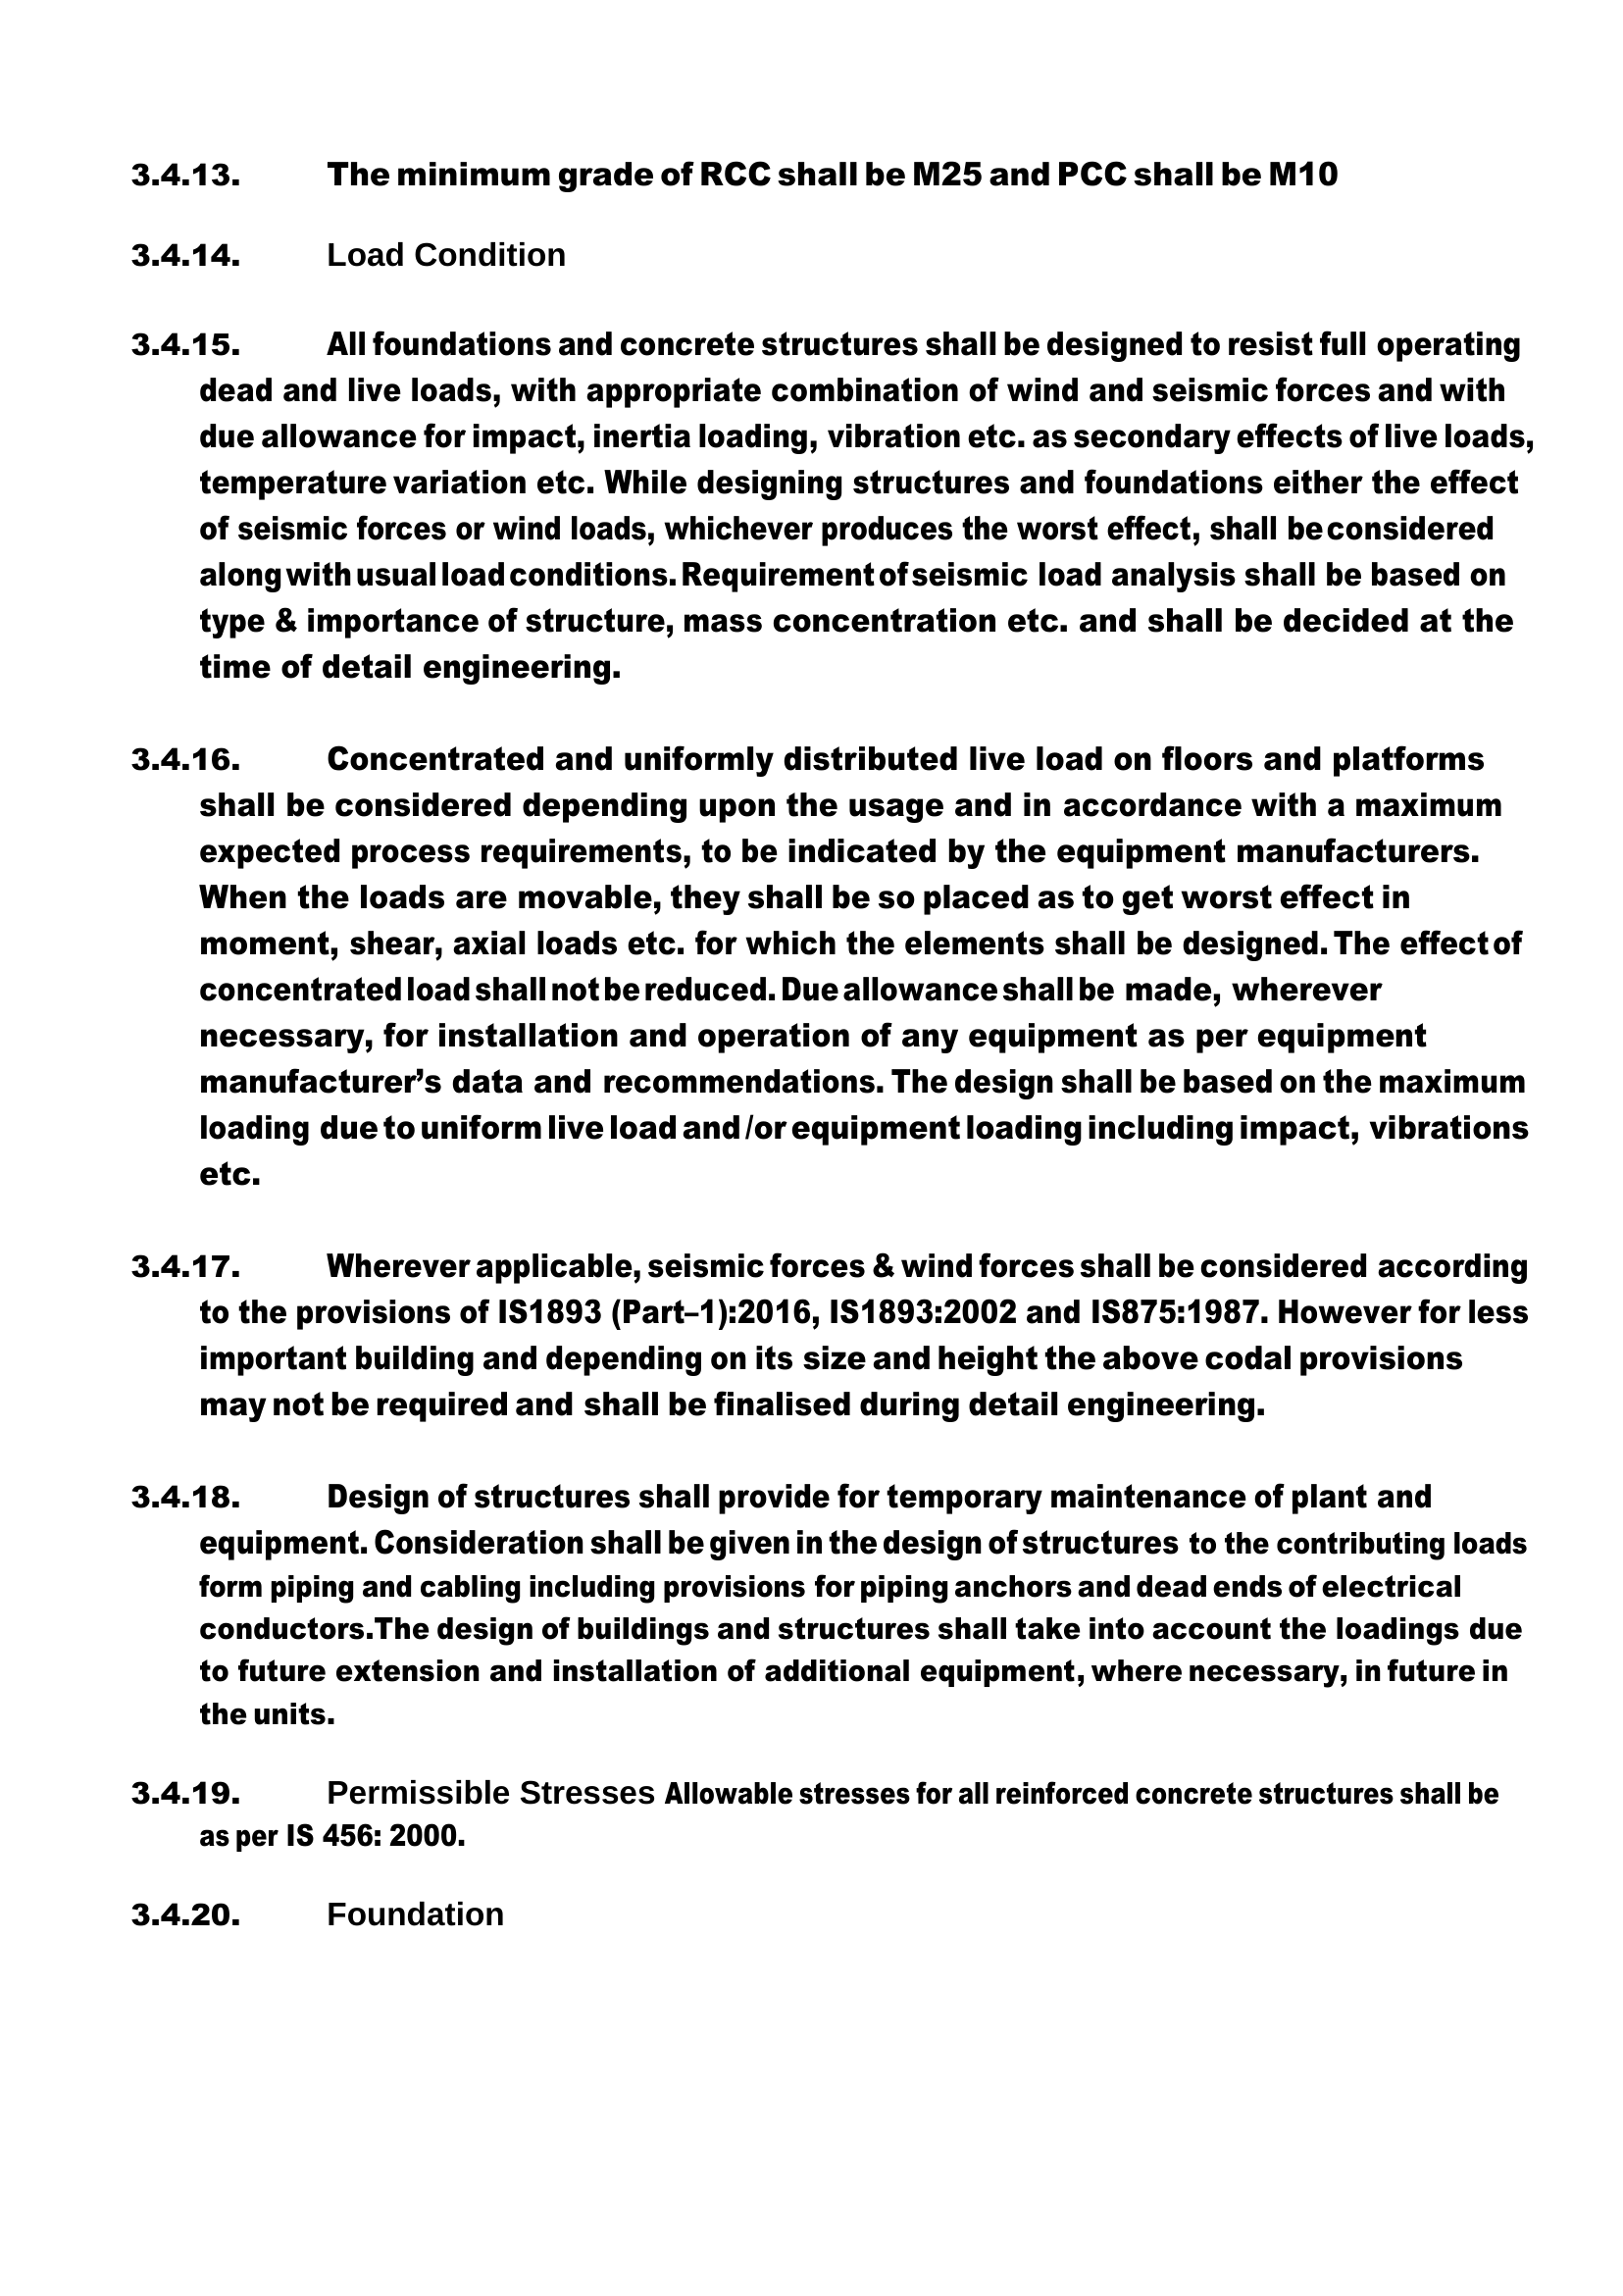 3.4.13. The minimum grade of RCC shall be M25 and PCC shall be M10
3.4.14. Load Condition
3.4.15. All foundations and concrete structures shall be designed to resist full operating
dead and live loads, with appropriate combination of wind and seismic forces and with
due allowance for impact, inertia loading, vibration etc. as secondary effects of live loads,
temperature variation etc. While designing structures and foundations either the effect
of seismic forces or wind loads, whichever produces the worst effect, shall be considered
along with usual load conditions. Requirement of seismic load analysis shall be based on
type & importance of structure, mass concentration etc. and shall be decided at the
time of detail engineering.
3.4.16. Concentrated and uniformly distributed live load on floors and platforms
shall be considered depending upon the usage and in accordance with a maximum
expected process requirements, to be indicated by the equipment manufacturers.
When the loads are movable, they shall be so placed as to get worst effect in
moment, shear, axial loads etc. for which the elements shall be designed. The effect of
concentrated load shall not be reduced. Due allowance shall be made, wherever
necessary, for installation and operation of any equipment as per equipment
manufacturer’s data and recommendations. The design shall be based on the maximum
loading due to uniform live load and /or equipment loading including impact, vibrations
etc.
3.4.17. Wherever applicable, seismic forces & wind forces shall be considered according
to the provisions of IS1893 (Part–1):2016, IS1893:2002 and IS875:1987. However for less
important building and depending on its size and height the above codal provisions
may not be required and shall be finalised during detail engineering.
3.4.18. Design of structures shall provide for temporary maintenance of plant and
equipment. Consideration shall be given in the design of structures to the contributing loads
form piping and cabling including provisions for piping anchors and dead ends of electrical
conductors.The design of buildings and structures shall take into account the loadings due
to future extension and installation of additional equipment, where necessary, in future in
the units.
3.4.19. Permissible Stresses Allowable stresses for all reinforced concrete structures shall be
as per IS 456: 2000.
3.4.20. Foundation